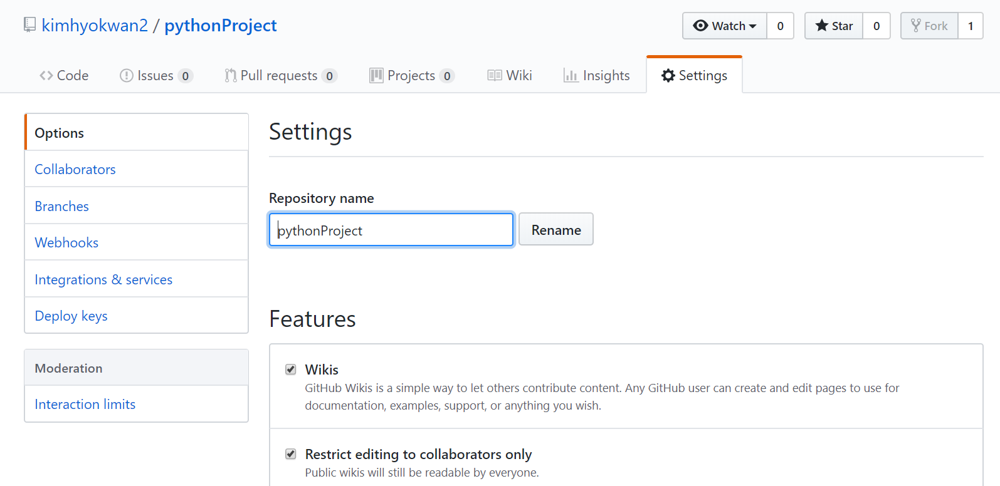 kimhyokwan2 / pythonProject
Watch 0 Star 0 Fork 1
Code Issues 0 Pull requests 0 Projects 0 Wiki Insights Settings
Options
Collaborators
Branches
Webhooks
Integrations & services
Deploy keys
Moderation
Interaction limits
Settings
Repository name
pythonProject Rename
Features
Wikis
GitHub Wikis is a simple way to let others contribute content. Any GitHub user can create and edit pages to use for
documentation, examples, support, or anything you wish.
Restrict editing to collaborators only
Public wikis will still be readable by everyone.